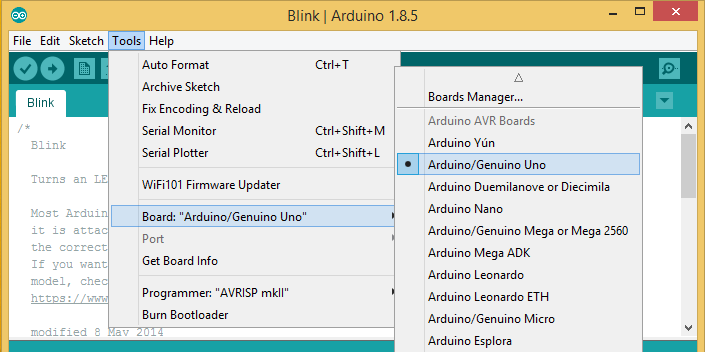 Blink | Arduino 1.8.5
File Edit Sketch Tools Help
Blink
/*
Blink
Turns an LE
Most Arduin
it is attac
the correct
If you want
model, chec
https://www
modified 8 May 2014
Auto Format Ctrl+T
Archive Sketch
Fix Encoding & Reload
Serial Monitor Ctrl+Shift+M
Serial Plotter Ctrl+Shift+L
WiFi101 Firmware Updater
Board: "Arduino/Genuino Uno"
Port
Get Board Info
Programmer: "AVRISP mkII"
Burn Bootloader
Boards Manager...
Arduino AVR Boards
Arduino Yún
Arduino/Genuino Uno
Arduino Duemilanove or Diecimila
Arduino Nano
Arduino/Genuino Mega or Mega 2560
Arduino Mega ADK
Arduino Leonardo
Arduino Leonardo ETH
Arduino/Genuino Micro
Arduino Esplora